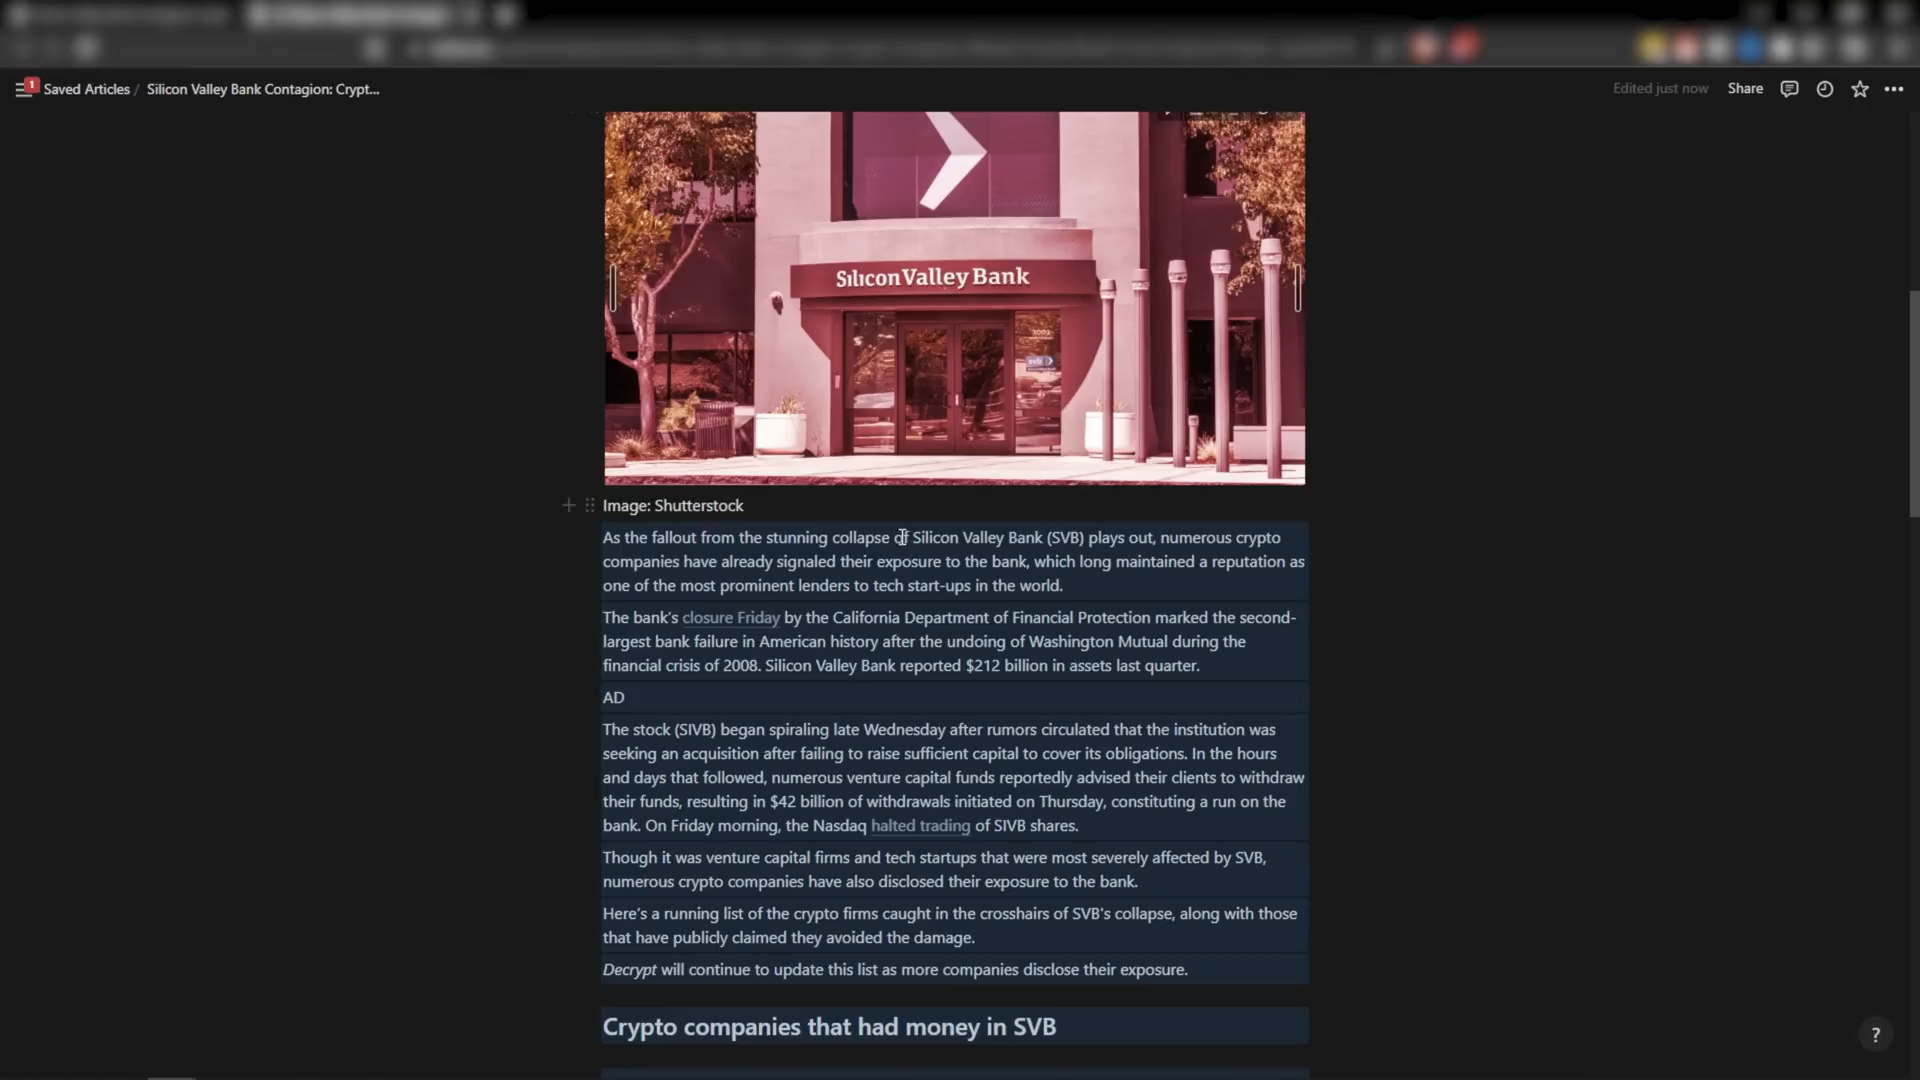 1
Saved Articles / Silicon Valley Bank Contagion: Crypt...
Edited just now
Share
Silicon Valley Bank
Image: Shutterstock
As the fallout from the stunning collapse of Silicon Valley Bank (SVB) plays out, numerous crypto
companies have already signaled their exposure to the bank, which long maintained a reputation as
one of the most prominent lenders to tech start-ups in the world.
The bank’s closure Friday by the California Department of Financial Protection marked the second-
largest bank failure in American history after the undoing of Washington Mutual during the
financial crisis of 2008. Silicon Valley Bank reported $212 billion in assets last quarter.
AD
The stock (SIVB) began spiraling late Wednesday after rumors circulated that the institution was
seeking an acquisition after failing to raise sufficient capital to cover its obligations. In the hours
and days that followed, numerous venture capital funds reportedly advised their clients to withdraw
their funds, resulting in $42 billion of withdrawals initiated on Thursday, constituting a run on the
bank. On Friday morning, the Nasdaq halted trading of SIVB shares.
Though it was venture capital firms and tech startups that were most severely affected by SVB,
numerous crypto companies have also disclosed their exposure to the bank.
Here’s a running list of the crypto firms caught in the crosshairs of SVB's collapse, along with those
that have publicly claimed they avoided the damage.
Decrypt will continue to update this list as more companies disclose their exposure.
Crypto companies that had money in SVB
?